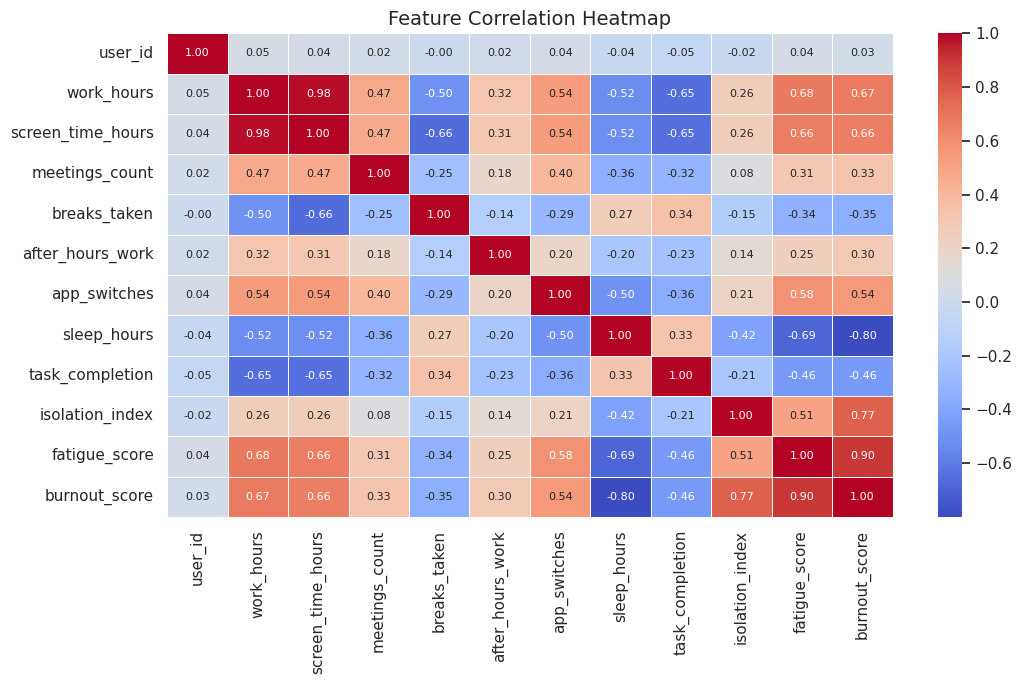 Feature Correlation Heatmap
user_id 1.00 0.05 0.04 0.02 -0.00 0.02 0.04 -0.04 -0.05 -0.02 0.04 0.03
work_hours 0.05 1.00 0.98 0.47 -0.50 0.32 0.54 -0.52 -0.65 0.26 0.68 0.67
screen_time_hours 0.04 0.98 1.00 0.47 -0.66 0.31 0.54 -0.52 -0.65 0.26 0.66 0.66
meetings_count 0.02 0.47 0.47 1.00 -0.25 0.18 0.40 -0.36 -0.32 0.08 0.31 0.33
breaks_taken -0.00 -0.50 -0.66 -0.25 1.00 -0.14 -0.29 0.27 0.34 -0.15 -0.34 -0.35
after_hours_work 0.02 0.32 0.31 0.18 -0.14 1.00 0.20 -0.20 -0.23 0.14 0.25 0.30
app_switches 0.04 0.54 0.54 0.40 -0.29 0.20 1.00 -0.50 -0.36 0.21 0.58 0.54
sleep_hours -0.04 -0.52 -0.52 -0.36 0.27 -0.20 -0.50 1.00 0.33 -0.42 -0.69 -0.80
task_completion -0.05 -0.65 -0.65 -0.32 0.34 -0.23 -0.36 0.33 1.00 -0.21 -0.46 -0.46
isolation_index -0.02 0.26 0.26 0.08 -0.15 0.14 0.21 -0.42 -0.21 1.00 0.51 0.77
fatigue_score 0.04 0.68 0.66 0.31 -0.34 0.25 0.58 -0.69 -0.46 0.51 1.00 0.90
burnout_score 0.03 0.67 0.66 0.33 -0.35 0.30 0.54 -0.80 -0.46 0.77 0.90 1.00
user_id
work_hours
screen_time_hours
meetings_count
breaks_taken
after_hours_work
app_switches
sleep_hours
task_completion
isolation_index
fatigue_score
burnout_score
1.0
0.8
0.6
0.4
0.2
0.0
−0.2
−0.4
−0.6